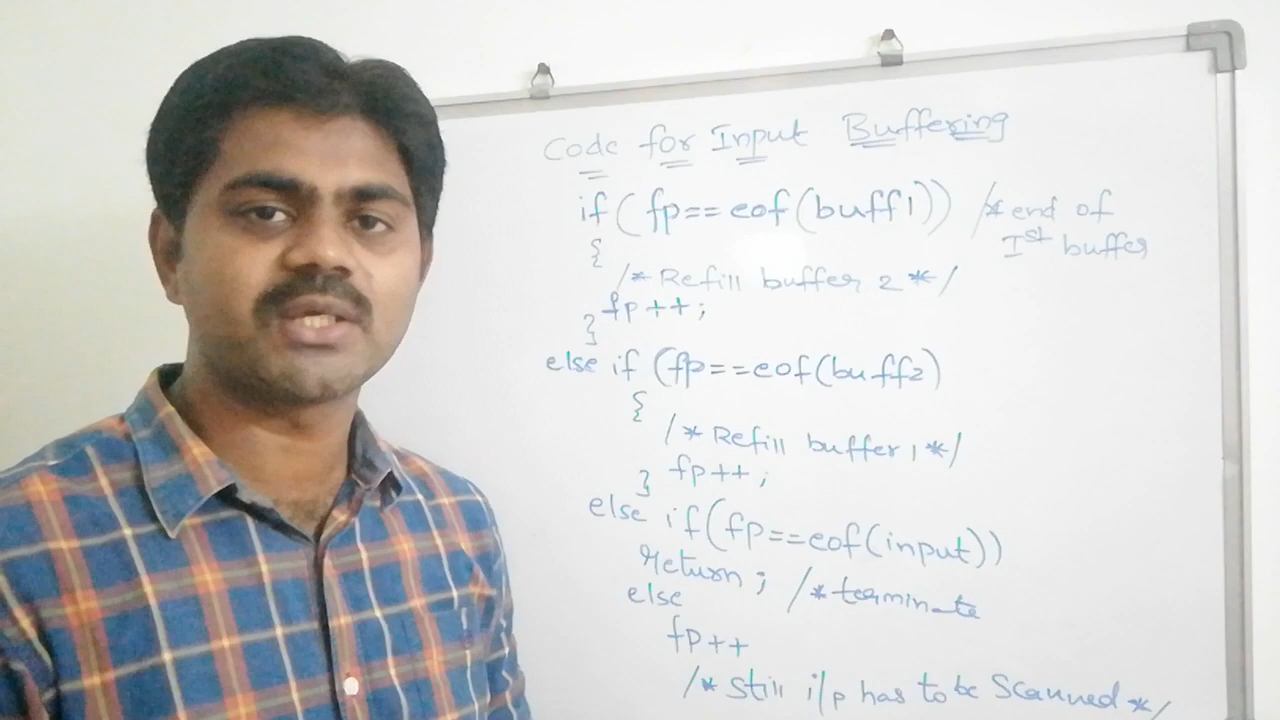 Code for Input Buffering
if (fp== eof(buff1)) /* end of
Ist buffer
{
/* Refill buffer 2 */
fp++;
}
else if (fp==eof(buff2)
{
/* Refill buffer 1 */
} fp++;
else if (fp==eof(input))
return; /* terminate
else
fp++
/* Still i/p has to be Scanned */